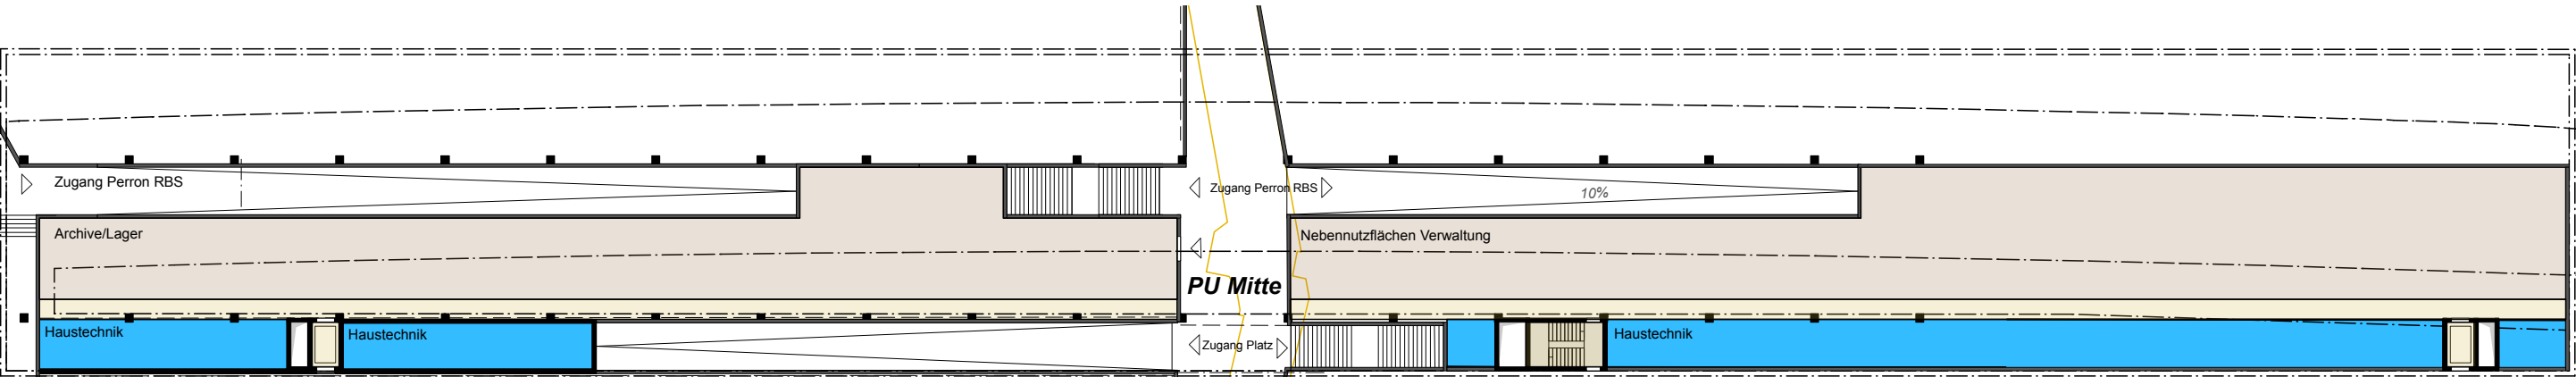 Zugang Perron RBS
Zugang Perron RBS
10%
Archive/Lager
Nebennutzflächen Verwaltung
PU Mitte
Haustechnik
Haustechnik
Zugang Platz
Haustechnik